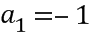 a₁ =– 1